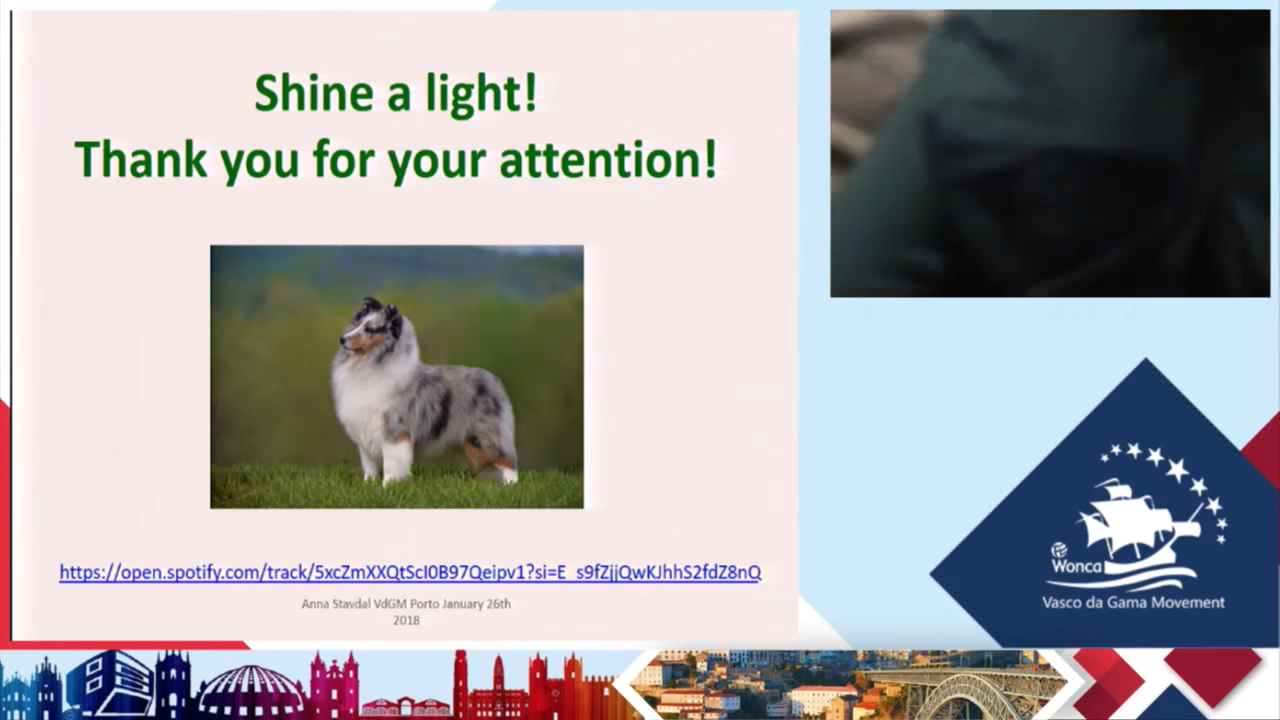 Shine a light!
Thank you for your attention!
https://open.spotify.com/track/5xcZmXXQtScI0B97Qeipv1?si=E_s9fZjjQwKJhhS2fdZ8nQ
Anna Stavdal VdGM Porto January 26th
2018
Wonca
Vasco da Gama Movement